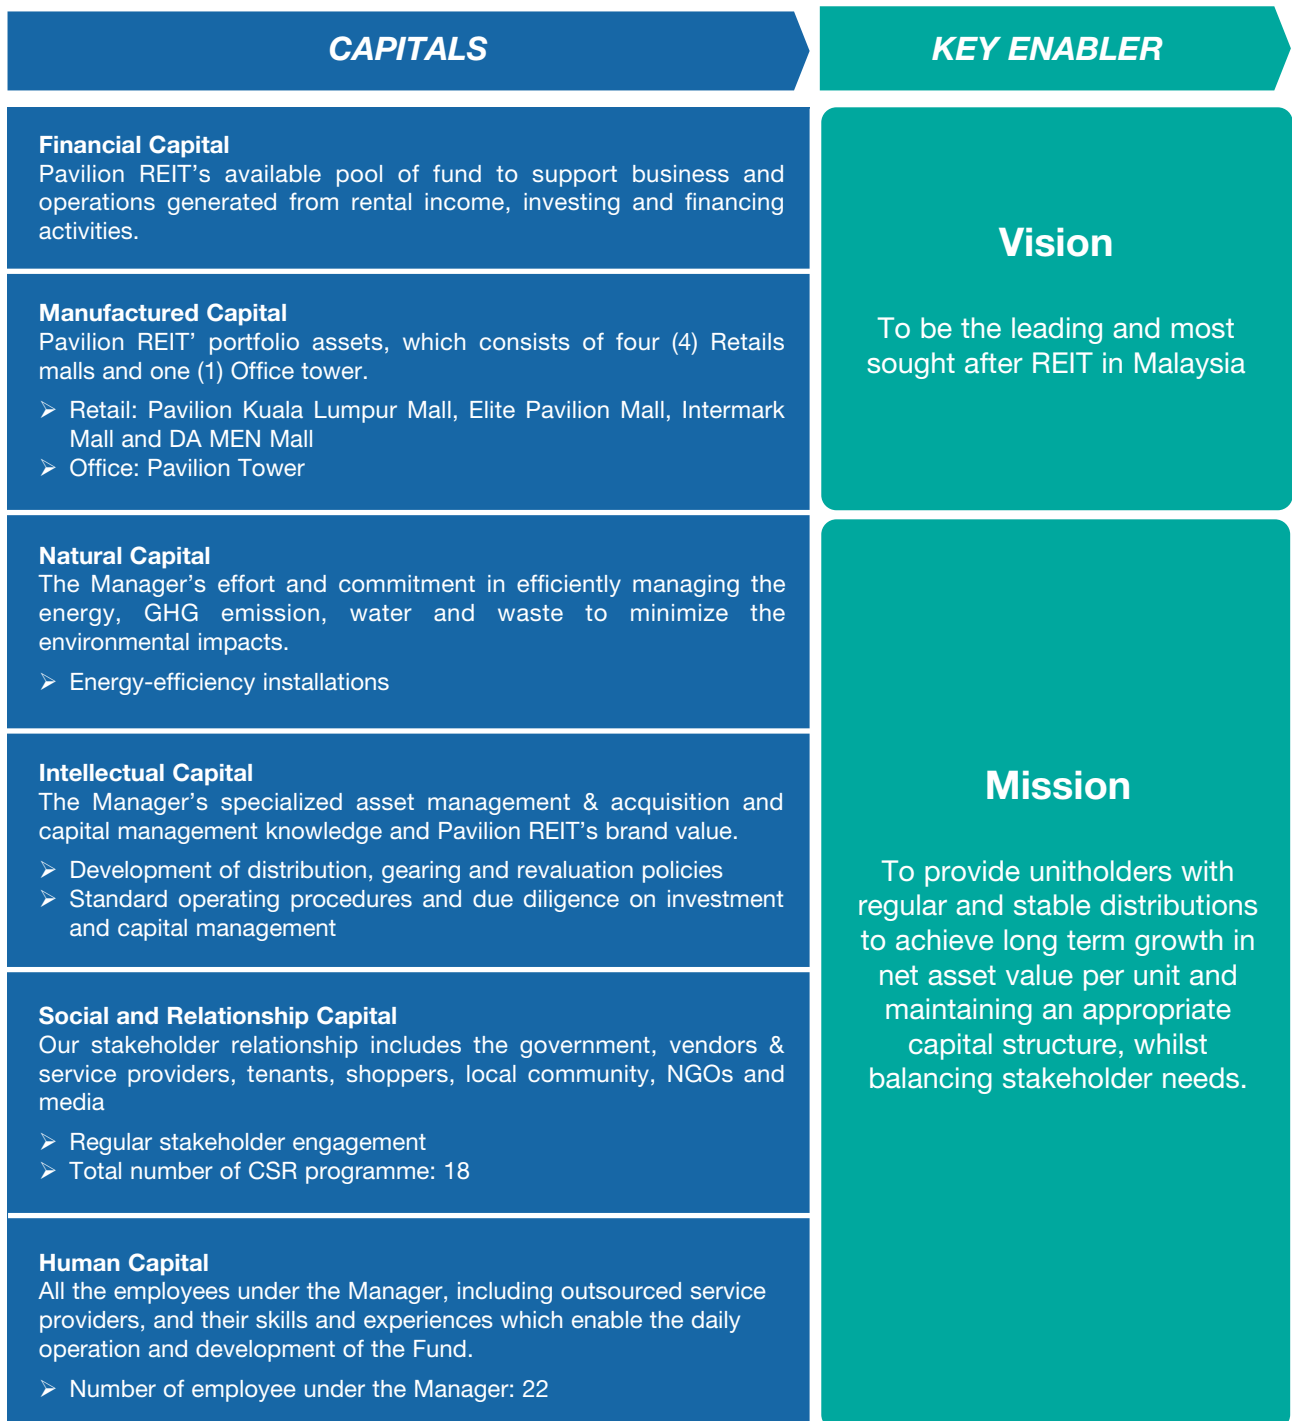 CAPITALS
KEY ENABLER
Financial Capital
Pavilion REIT's available pool of fund to support business and
operations generated from rental income, investing and financing
activities.
Manufactured Capital
Pavilion REIT' portfolio assets, which consists of four (4) Retails
malls and one (1) Office tower.
➢ Retail: Pavilion Kuala Lumpur Mall, Elite Pavilion Mall, Intermark
Mall and DA MEN Mall
➢ Office: Pavilion Tower
Natural Capital
The Manager's effort and commitment in efficiently managing the
energy, GHG emission, water and waste to minimize the
environmental impacts.
➢ Energy-efficiency installations
Intellectual Capital
The Manager's specialized asset management & acquisition and
capital management knowledge and Pavilion REIT's brand value.
➢ Development of distribution, gearing and revaluation policies
➢ Standard operating procedures and due diligence on investment
and capital management
Social and Relationship Capital
Our stakeholder relationship includes the government, vendors &
service providers, tenants, shoppers, local community, NGOs and
media
➢ Regular stakeholder engagement
➢ Total number of CSR programme: 18
Human Capital
All the employees under the Manager, including outsourced service
providers, and their skills and experiences which enable the daily
operation and development of the Fund.
➢ Number of employee under the Manager: 22
Vision
To be the leading and most
sought after REIT in Malaysia
Mission
To provide unitholders with
regular and stable distributions
to achieve long term growth in
net asset value per unit and
maintaining an appropriate
capital structure, whilst
balancing stakeholder needs.